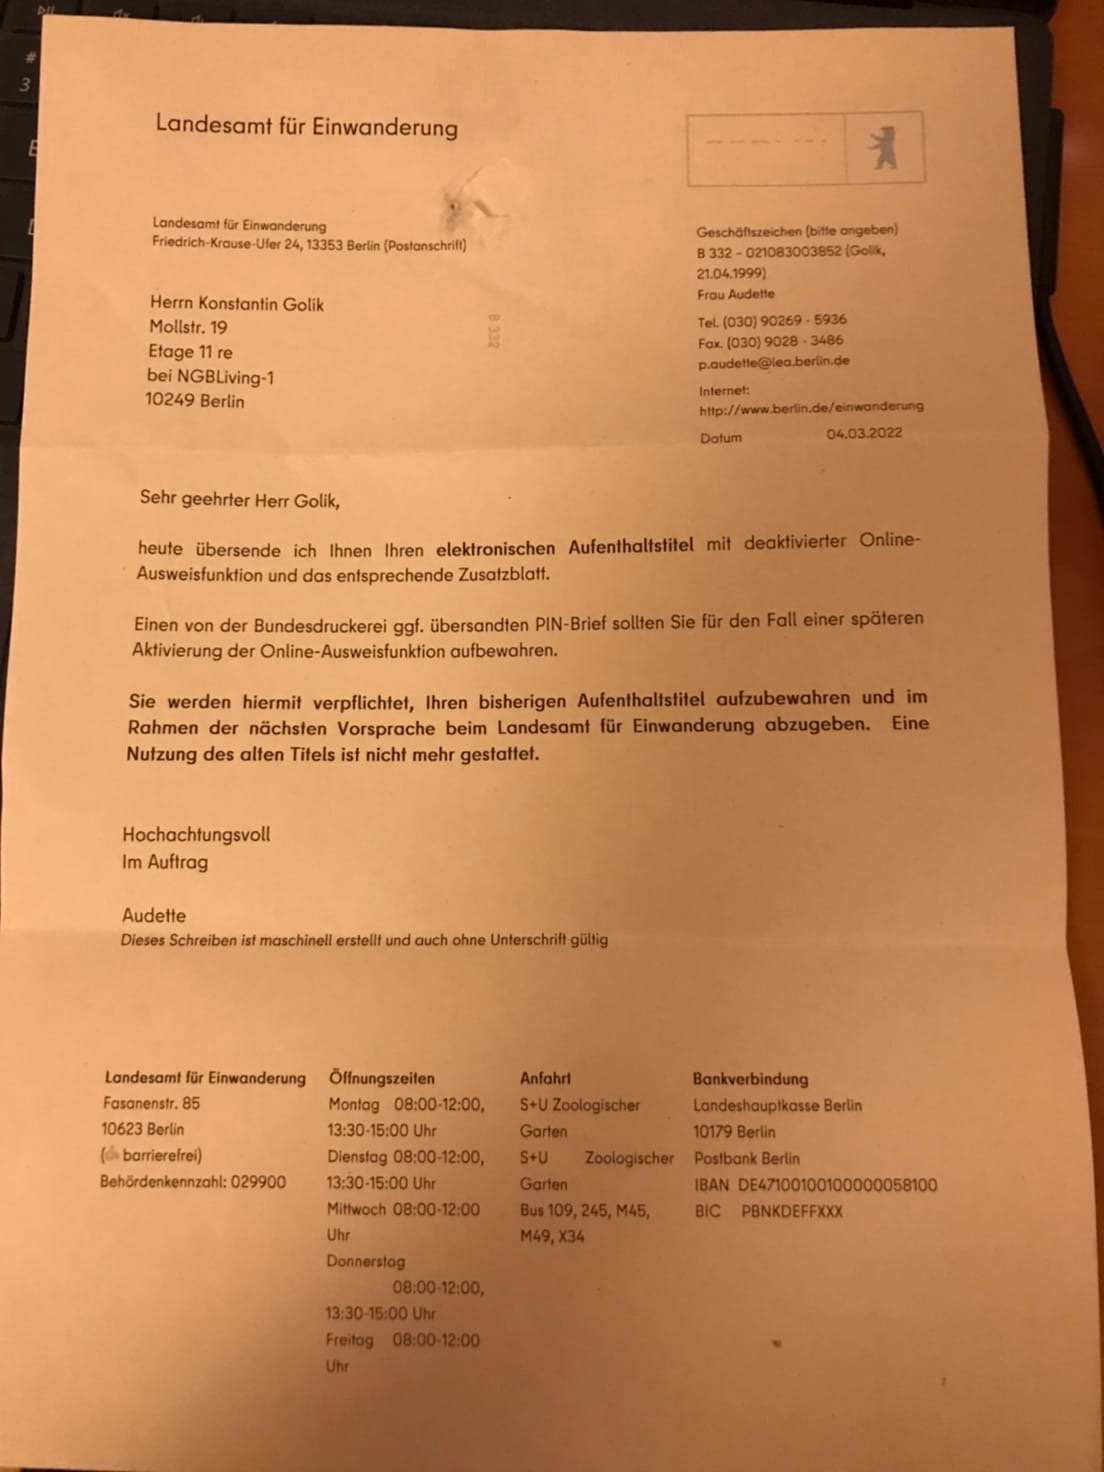 Landesamt für Einwanderung
Landesamt für Einwanderung
Friedrich-Krause-Ufer 24, 13353 Berlin (Postanschrift)
Herrn Konstantin Golik
Mollstr. 19
Etage 11 re
bei NGBLiving-1
10249 Berlin
B 332
Geschäftszeichen (bitte angeben)
B 332 - 021083003852 (Golik,
21.04.1999)
Frau Audette
Tel. (030) 90269 - 5936
Fax. (030) 9028 - 3486
p.audette@lea.berlin.de
Internet:
http://www.berlin.de/einwanderung
Datum 04.03.2022
Sehr geehrter Herr Golik,
heute übersende ich Ihnen Ihren elektronischen Aufenthaltstitel mit deaktivierter Online-
Ausweisfunktion und das entsprechende Zusatzblatt.
Einen von der Bundesdruckerei ggf. übersandten PIN-Brief sollten Sie für den Fall einer späteren
Aktivierung der Online-Ausweisfunktion aufbewahren.
Sie werden hiermit verpflichtet, Ihren bisherigen Aufenthaltstitel aufzubewahren und im
Rahmen der nächsten Vorsprache beim Landesamt für Einwanderung abzugeben. Eine
Nutzung des alten Titels ist nicht mehr gestattet.
Hochachtungsvoll
Im Auftrag
Audette
Dieses Schreiben ist maschinell erstellt und auch ohne Unterschrift gültig
Landesamt für Einwanderung
Fasanenstr. 85
10623 Berlin
( barrierefrei)
Behördenkennzahl: 029900
Öffnungszeiten
Montag 08:00-12:00,
13:30-15:00 Uhr
Dienstag 08:00-12:00,
13:30-15:00 Uhr
Mittwoch 08:00-12:00
Uhr
Donnerstag
08:00-12:00,
13:30-15:00 Uhr
Freitag 08:00-12:00
Uhr
Anfahrt
S+U Zoologischer
Garten
S+U Zoologischer
Garten
Bus 109, 245, M45,
M49, X34
Bankverbindung
Landeshauptkasse Berlin
10179 Berlin
Postbank Berlin
IBAN DE47100100100000058100
BIC PBNKDEFFXXX